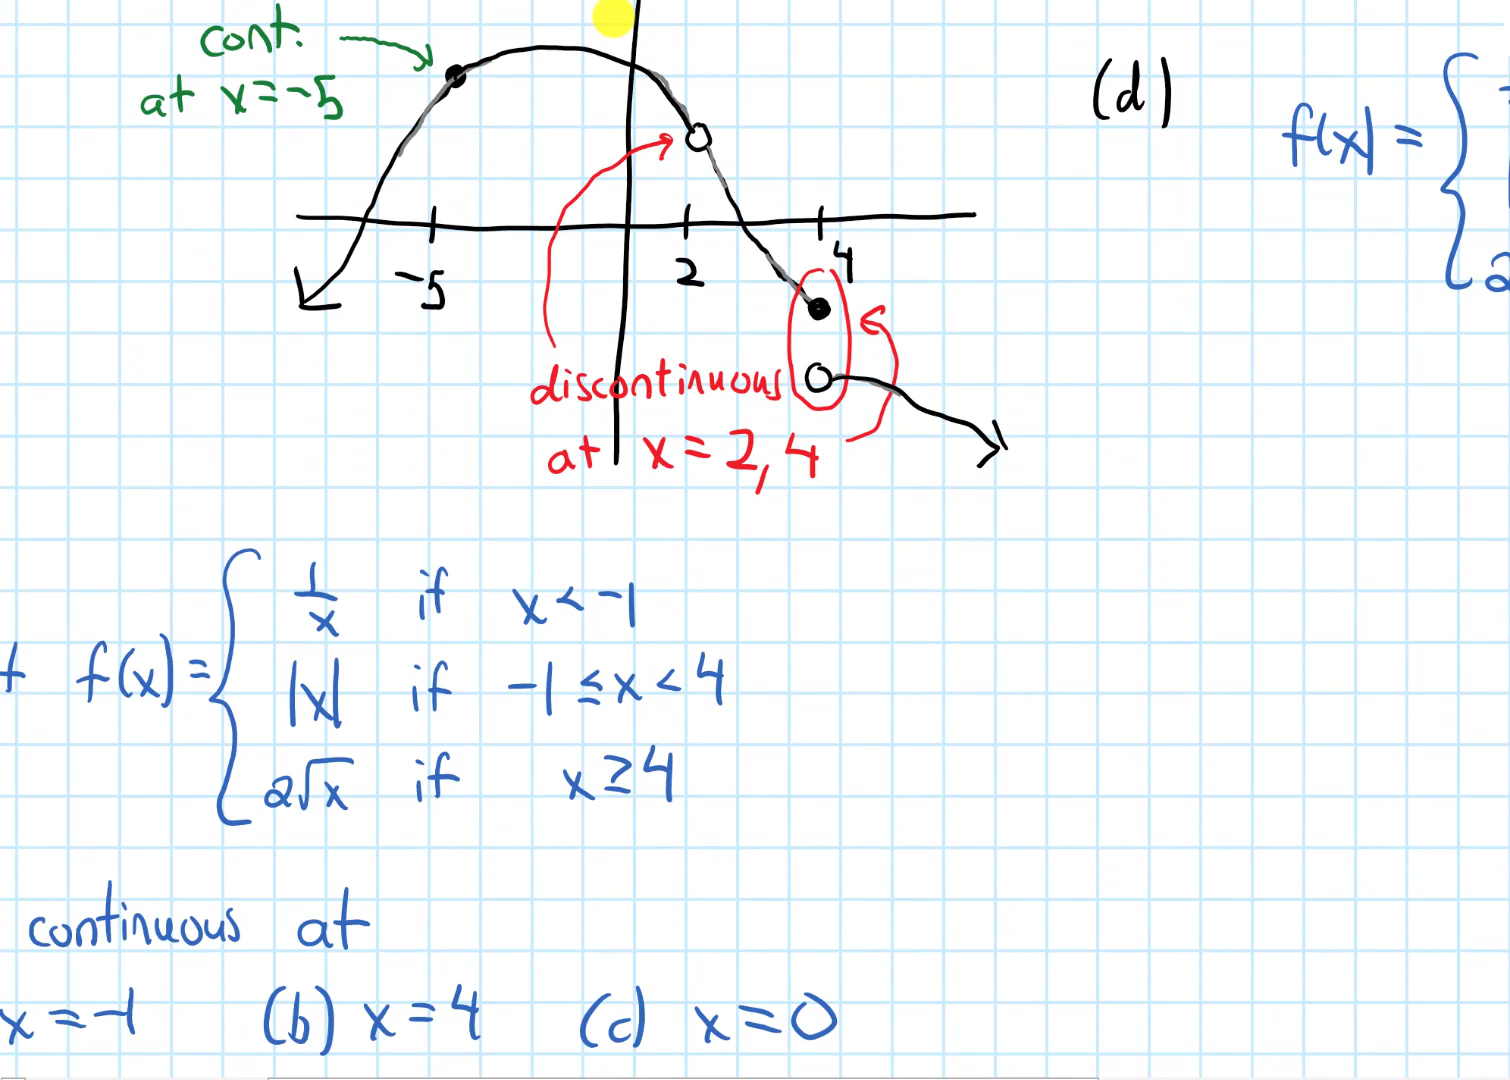 cont.
at x = -5
-5
2
4
discontinuous
at x = 2, 4
(d)
f(x) =
2
f(x) = { 1/x if x < -1
|x| if -1 ≤ x < 4
2√x if x ≥ 4
continuous at
x = -1 (b) x = 4 (c) x = 0